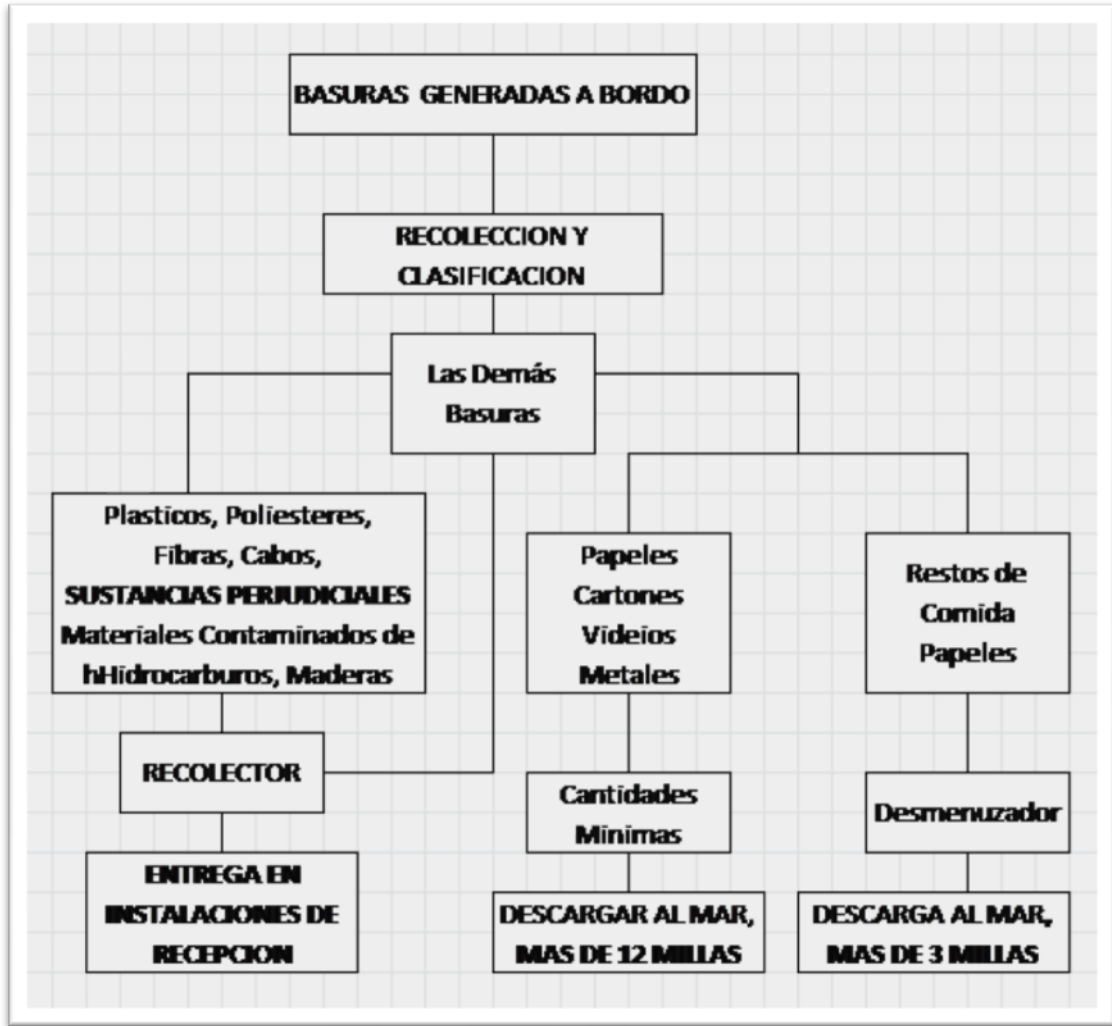 BASURAS GENERADAS A BORDO
RECOLECCION Y
CLASIFICACION
Las Demás
Basuras
Plasticos, Poliesteres,
Fibras, Cabos,
SUSTANCIAS PERJUDICIALES
Materiales Contaminados de
hHidrocarburos, Maderas
RECOLECTOR
ENTREGA EN
INSTALACIONES DE
RECEPCION
Papeles
Cartones
Videios
Metales
Cantidades
Minimas
DESCARGAR AL MAR,
MAS DE 12 MILLAS
Restos de
Comida
Papeles
Desmenuzador
DESCARGA AL MAR,
MAS DE 3 MILLAS